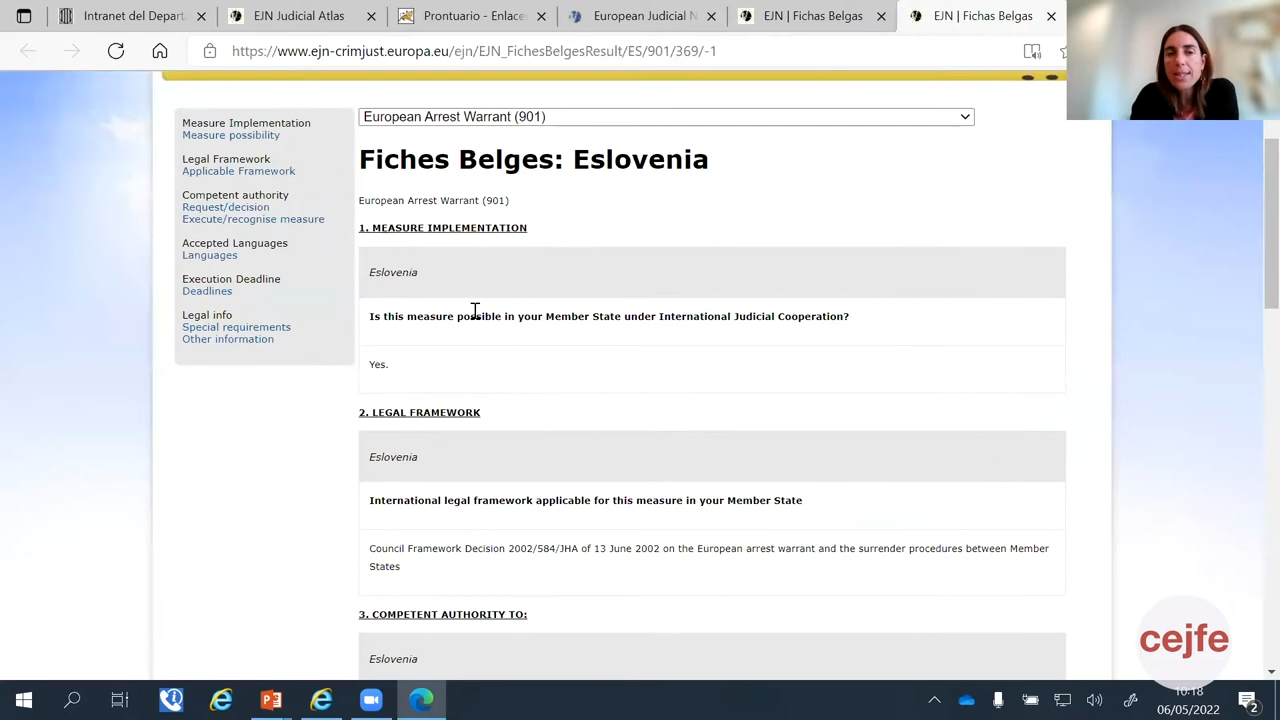 Intranet del Depart
EJN Judicial Atlas
Prontuario - Enlaces
European Judicial N
EJN | Fichas Belgas
EJN | Fichas Belgas
https://www.ejn-crimjust.europa.eu/ejn/EJN_FichesBelgesResult/ES/901/369/-1
Measure Implementation
Measure possibility
Legal Framework
Applicable Framework
Competent authority
Request/decision
Execute/recognise measure
Accepted Languages
Languages
Execution Deadline
Deadlines
Legal info
Special requirements
Other information
European Arrest Warrant (901)
Fiches Belges: Eslovenia
European Arrest Warrant (901)
1. MEASURE IMPLEMENTATION
Eslovenia
Is this measure possible in your Member State under International Judicial Cooperation?
Yes.
2. LEGAL FRAMEWORK
Eslovenia
International legal framework applicable for this measure in your Member State
Council Framework Decision 2002/584/JHA of 13 June 2002 on the European arrest warrant and the surrender procedures between Member
States
3. COMPETENT AUTHORITY TO:
Eslovenia
cejfe
10:18
06/05/2022
2